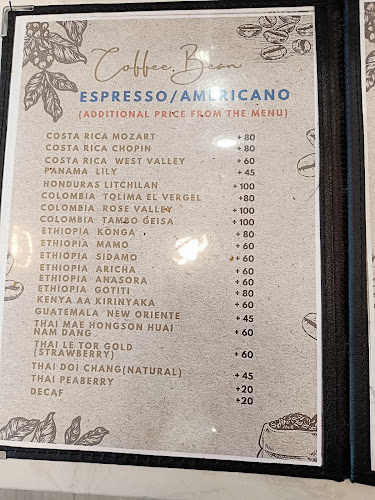 Coffee Bean
ESPRESSO/AMERICANO
(ADDITIONAL PRICE FROM THE MENU)
COSTA RICA MOZART +80
COSTA RICA CHOPIN +80
COSTA RICA WEST VALLEY +60
PANAMA LILY +45
HONDURAS LITCHILAN +100
COLOMBIA TOLIMA EL VERGEL +80
COLOMBIA ROSE VALLEY +100
COLOMBIA TAMBO GEISA +100
ETHIOPIA KONGA +80
ETHIOPIA MAMO +60
ETHIOPIA SIDAMO +60
ETHIOPIA ARICHA +60
ETHIOPIA ANASORA +60
ETHIOPIA GOTITI +80
KENYA AA KIRINYAKA +60
GUATEMALA NEW ORIENTE +45
THAI MAE HONGSON HUAI
NAM DANG +60
THAI LE TOR GOLD
(STRAWBERRY) +60
THAI DOI CHANG(NATURAL) +45
THAI PEABERRY +20
DECAF +20